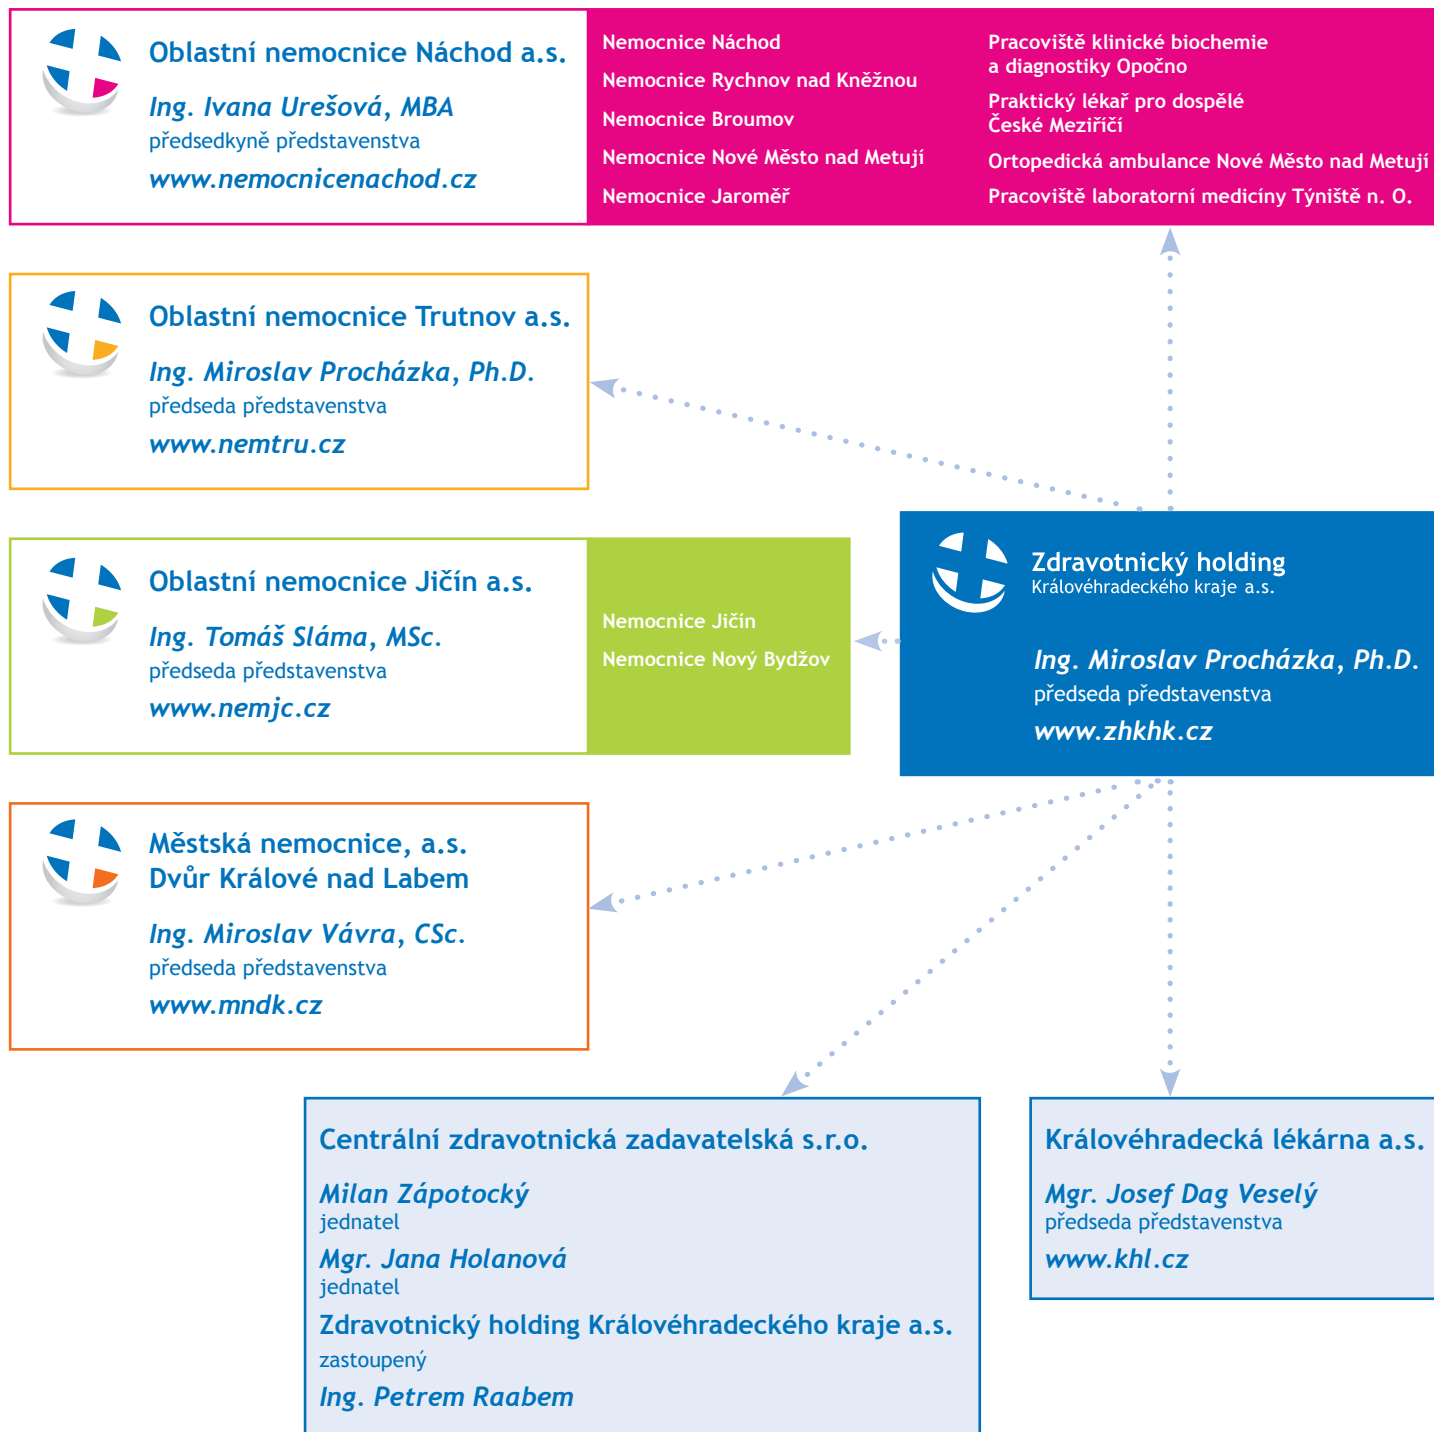 Oblastní nemocnice Náchod a.s.
Ing. Ivana Urešová, MBA
předsedkyně představenstva
www.nemocnicenachod.cz
Nemocnice Náchod
Nemocnice Rychnov nad Kněžnou
Nemocnice Broumov
Nemocnice Nové Město nad Metují
Nemocnice Jaroměř
Pracoviště klinické biochemie
a diagnostiky Opočno
Praktický lékař pro dospělé
České Meziříčí
Ortopedická ambulance Nové Město nad Metují
Pracoviště laboratorní medicíny Týniště n. O.
Oblastní nemocnice Trutnov a.s.
Ing. Miroslav Procházka, Ph.D.
předseda představenstva
www.nemtru.cz
Oblastní nemocnice Jičín a.s.
Ing. Tomáš Sláma, MSc.
předseda představenstva
www.nemjc.cz
Nemocnice Jičín
Nemocnice Nový Bydžov
Zdravotnický holding
Královéhradeckého kraje a.s.
Ing. Miroslav Procházka, Ph.D.
předseda představenstva
www.zhkhk.cz
Městská nemocnice, a.s.
Dvůr Králové nad Labem
Ing. Miroslav Vávra, CSc.
předseda představenstva
www.mndk.cz
Centrální zdravotnická zadavatelská s.r.o.
Milan Zápotocký
jednatel
Mgr. Jana Holanová
jednatel
Zdravotnický holding Královéhradeckého kraje a.s.
zastoupený
Ing. Petrem Raabem
Královéhradecká lékárna a.s.
Mgr. Josef Dag Veselý
předseda představenstva
www.khl.cz